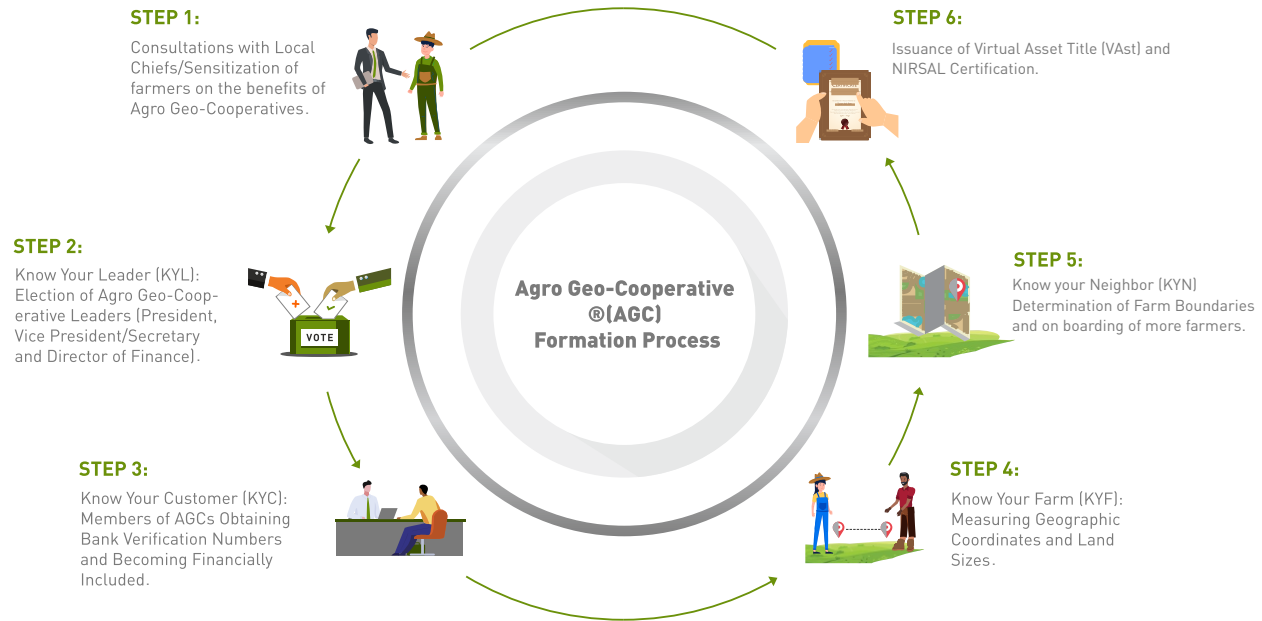 STEP 1:
Consultations with Local
Chiefs/Sensitization of
farmers on the benefits of
Agro Geo-Cooperatives.
STEP 2:
Know Your Leader (KYL):
Election of Agro Geo-Coop-
erative Leaders (President,
Vice President/Secretary
and Director of Finance).
VOTE
STEP 3:
Know Your Customer (KYC):
Members of AGCs Obtaining
Bank Verification Numbers
and Becoming Financially
Included.
STEP 4:
Know Your Farm (KYF):
Measuring Geographic
Coordinates and Land
Sizes.
STEP 5:
Know your Neighbor (KYN)
Determination of Farm Boundaries
and on boarding of more farmers.
STEP 6:
Issuance of Virtual Asset Title (VAst) and
NIRSAL Certification.
Agro Geo-Cooperative
®(AGC)
Formation Process